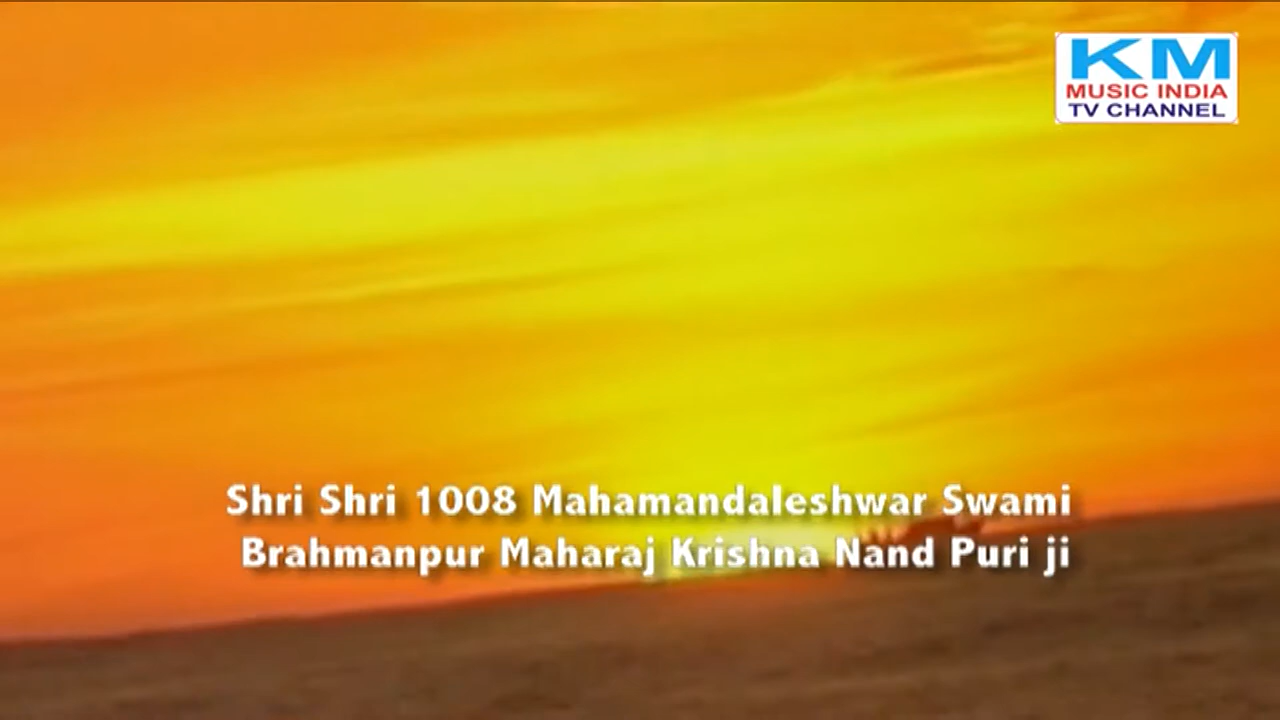 KM
MUSIC INDIA
TV CHANNEL
Shri Shri 1008 Mahamandaleshwar Swami
Brahmanpur Maharaj Krishna Nand Puri ji